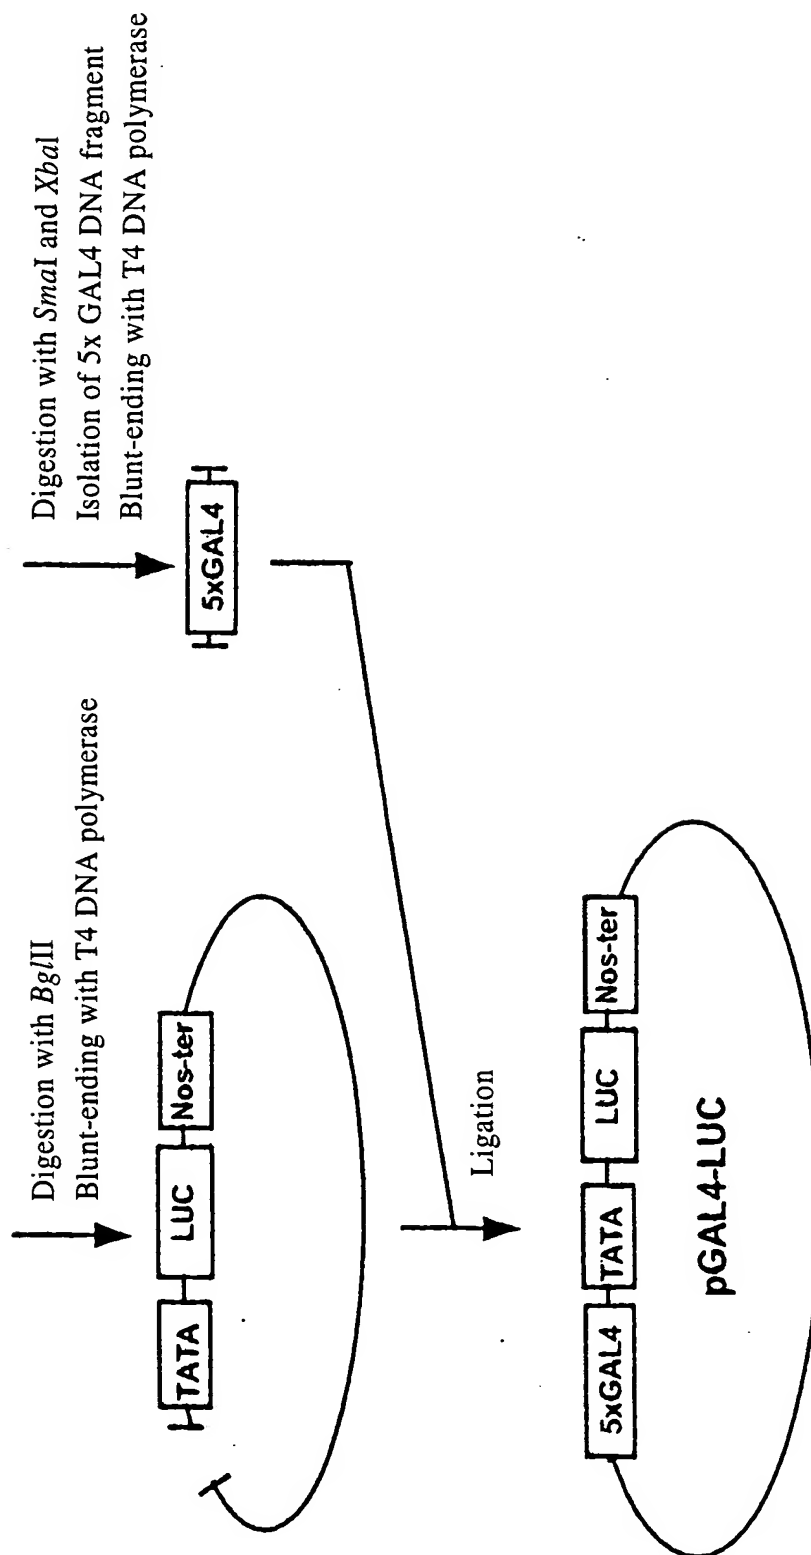 Digestion with BglII
Blunt-ending with T4 DNA polymerase
Digestion with SmaI and XbaI
Isolation of 5x GAL4 DNA fragment
Blunt-ending with T4 DNA polymerase
TATA
LUC
Nos-ter
5xGAL4
Ligation
5xGAL4
TATA
LUC
Nos-ter
pGAL4-LUC